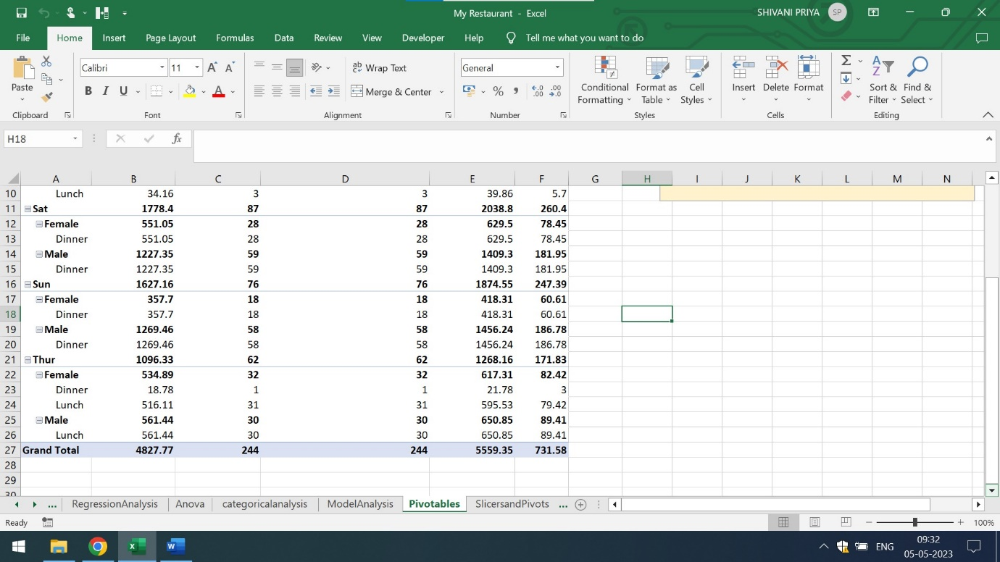 My Restaurant - Excel
SHIVANI PRIYA SP
File Home Insert Page Layout Formulas Data Review View Developer Help Tell me what you want to do
Paste
Clipboard
Calibri 11 A A
B I U A
Font
ab Wrap Text
Merge & Center
Alignment
General
% ,
Number
Conditional Formatting
Format as Table
Cell Styles
Styles
Insert Delete Format
Cells
Sort & Filter
Find & Select
Editing
H18 fx
A B C D E F G H I J K L M N
10 Lunch 34.16 3 3 39.86 5.7
11 Sat 1778.4 87 87 2038.8 260.4
12 Female 551.05 28 28 629.5 78.45
13 Dinner 551.05 28 28 629.5 78.45
14 Male 1227.35 59 59 1409.3 181.95
15 Dinner 1227.35 59 59 1409.3 181.95
16 Sun 1627.16 76 76 1874.55 247.39
17 Female 357.7 18 18 418.31 60.61
18 Dinner 357.7 18 18 418.31 60.61
19 Male 1269.46 58 58 1456.24 186.78
20 Dinner 1269.46 58 58 1456.24 186.78
21 Thur 1096.33 62 62 1268.16 171.83
22 Female 534.89 32 32 617.31 82.42
23 Dinner 18.78 1 1 21.78 3
24 Lunch 516.11 31 31 595.53 79.42
25 Male 561.44 30 30 650.85 89.41
26 Lunch 561.44 30 30 650.85 89.41
27 Grand Total 4827.77 244 244 5559.35 731.58
28
29
30
... RegressionAnalysis Anova categoricalanalysis ModelAnalysis Pivotables SlicersandPivots ...
Ready 100%
ENG 09:32
05-05-2023